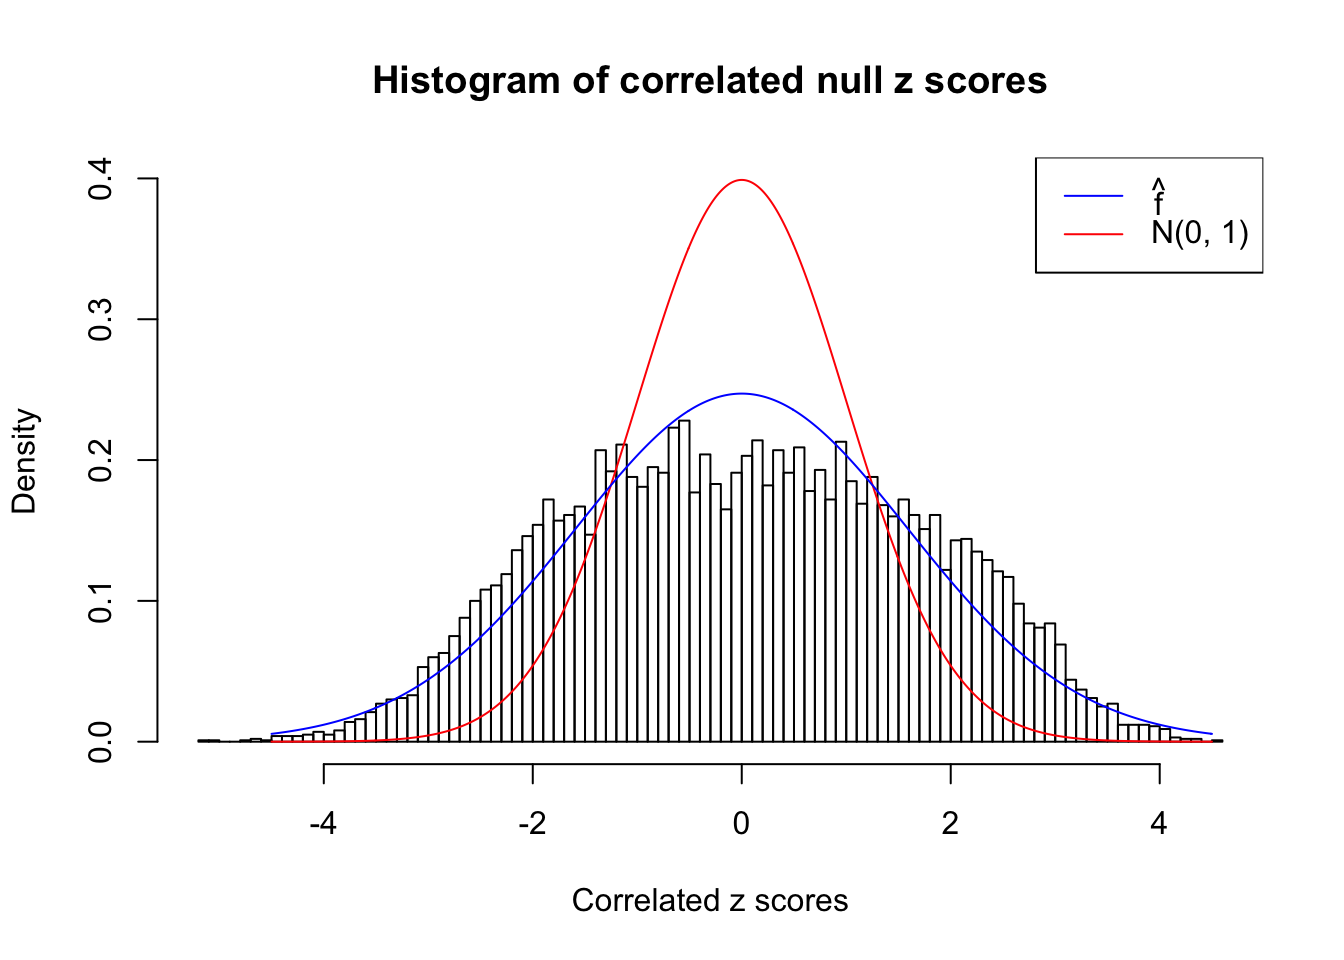 Histogram of correlated null z scores
f̂
N(0, 1)
Density
0.4
0.3
0.2
0.1
0.0
-4 -2 0 2 4
Correlated z scores